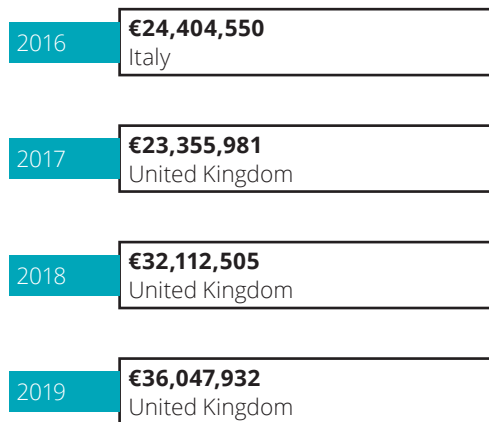 2016
€24,404,550
Italy
2017
€23,355,981
United Kingdom
2018
€32,112,505
United Kingdom
2019
€36,047,932
United Kingdom